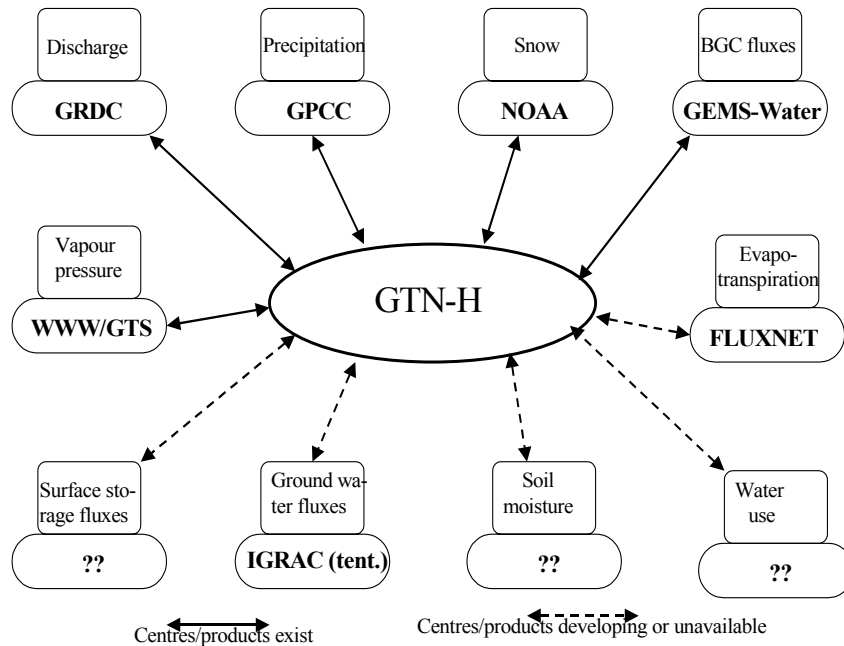 Discharge
GRDC
Precipitation
GPCC
Snow
NOAA
BGC fluxes
GEMS-Water
Vapour
pressure
WWW/GTS
GTN-H
Evapo-
transpiration
FLUXNET
Surface sto-
rage fluxes
??
Ground wa-
ter fluxes
IGRAC (tent.)
Soil
moisture
??
Water
use
??
Centres/products exist
Centres/products developing or unavailable